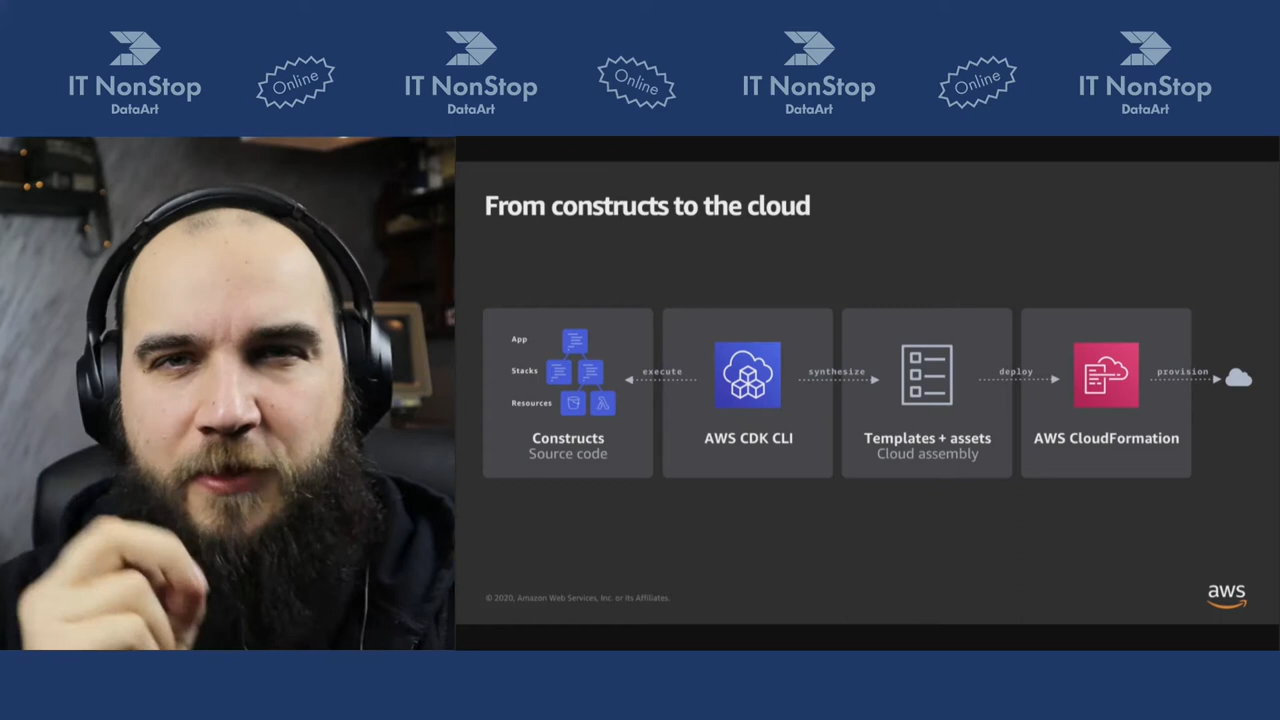 IT NonStop
DataArt
Online
IT NonStop
DataArt
Online
IT NonStop
DataArt
Online
IT NonStop
DataArt
From constructs to the cloud
App
Stacks
Resources
Constructs
Source code
execute
AWS CDK CLI
synthesize
Templates + assets
Cloud assembly
deploy
AWS CloudFormation
provision
© 2020, Amazon Web Services, Inc. or its Affiliates.
aws